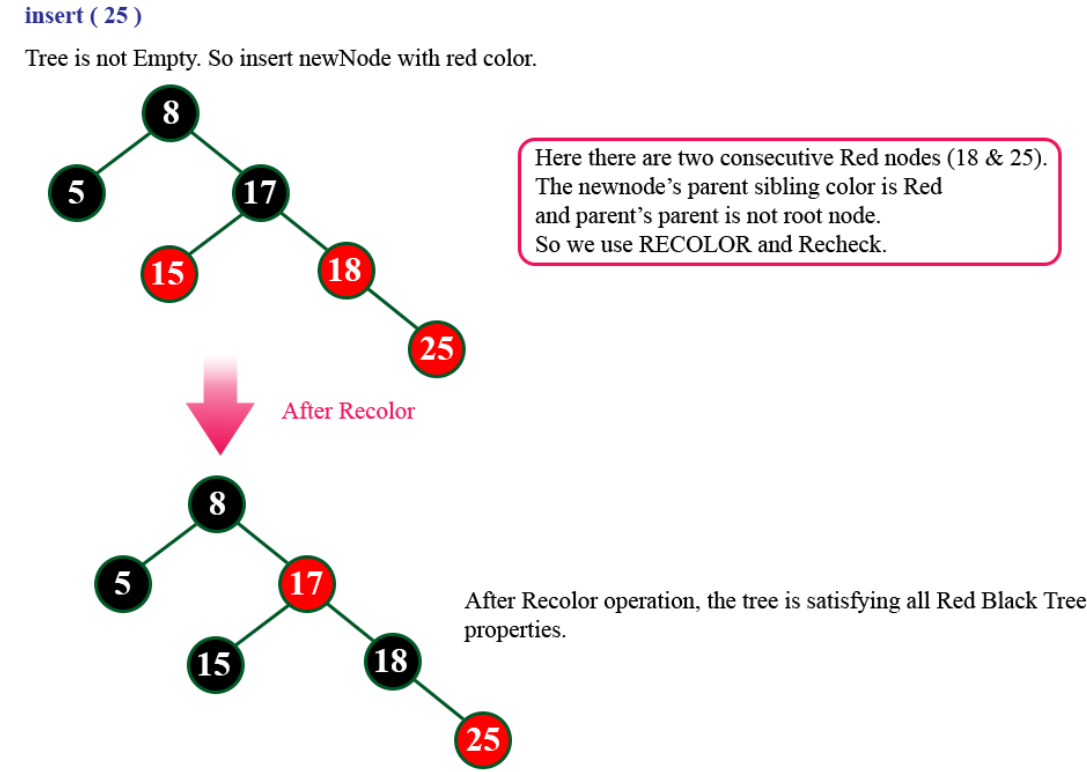 insert ( 25 )
Tree is not Empty. So insert newNode with red color.
8
5
17
15
18
25
Here there are two consecutive Red nodes (18 & 25).
The newnode’s parent sibling color is Red
and parent’s parent is not root node.
So we use RECOLOR and Recheck.
After Recolor
8
5
17
15
18
25
After Recolor operation, the tree is satisfying all Red Black Tree
properties.